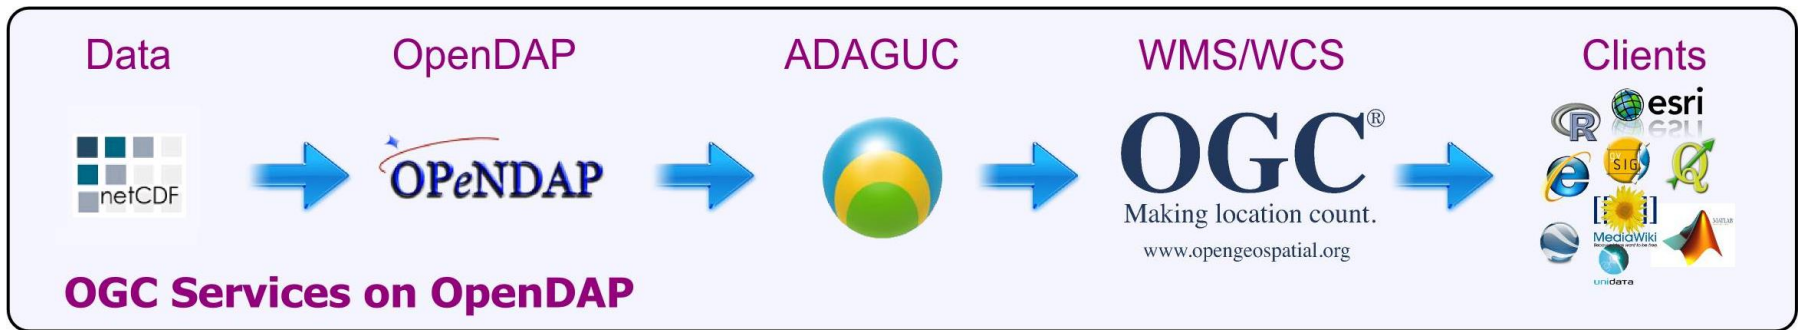 Data
OpenDAP
ADAGUC
WMS/WCS
Clients
netCDF
OPeNDAP
OGC®
Making location count.
www.opengeospatial.org
R
esri
SIG
e
Q
MediaWiki
MATLAB
unidata
OGC Services on OpenDAP